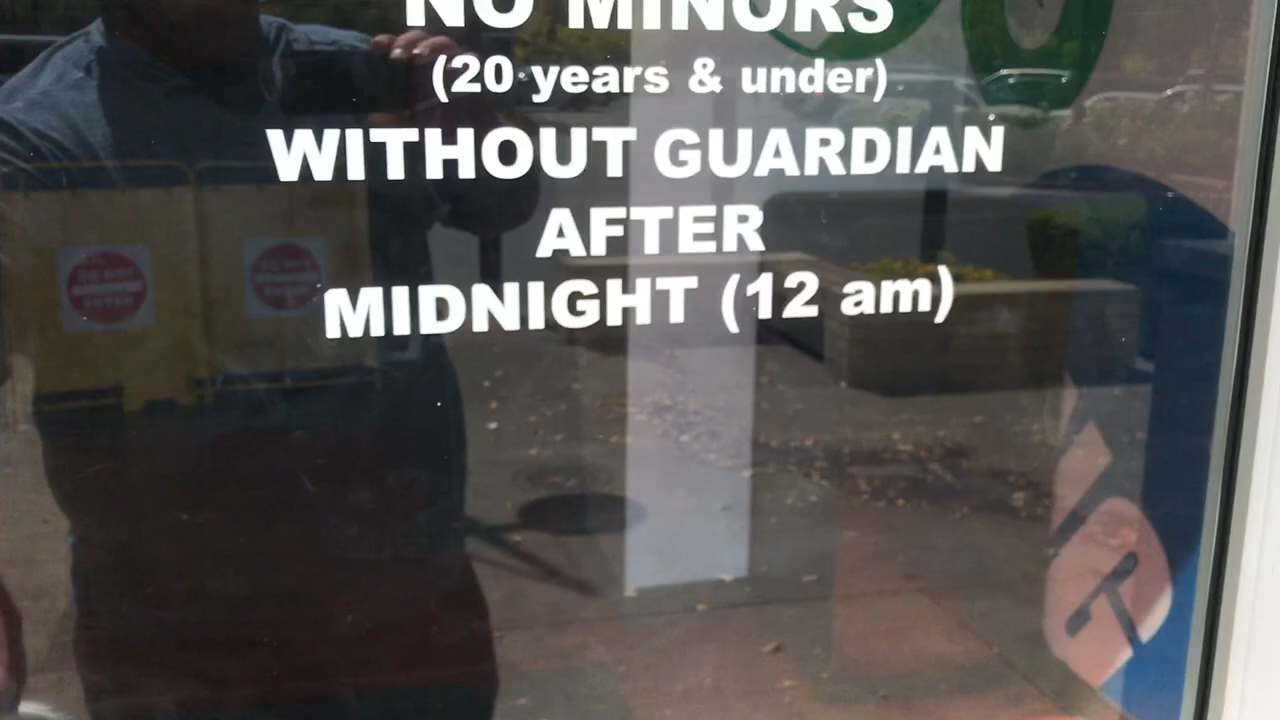 NO MINORS
(20 years & under)
WITHOUT GUARDIAN
AFTER
MIDNIGHT (12 am)